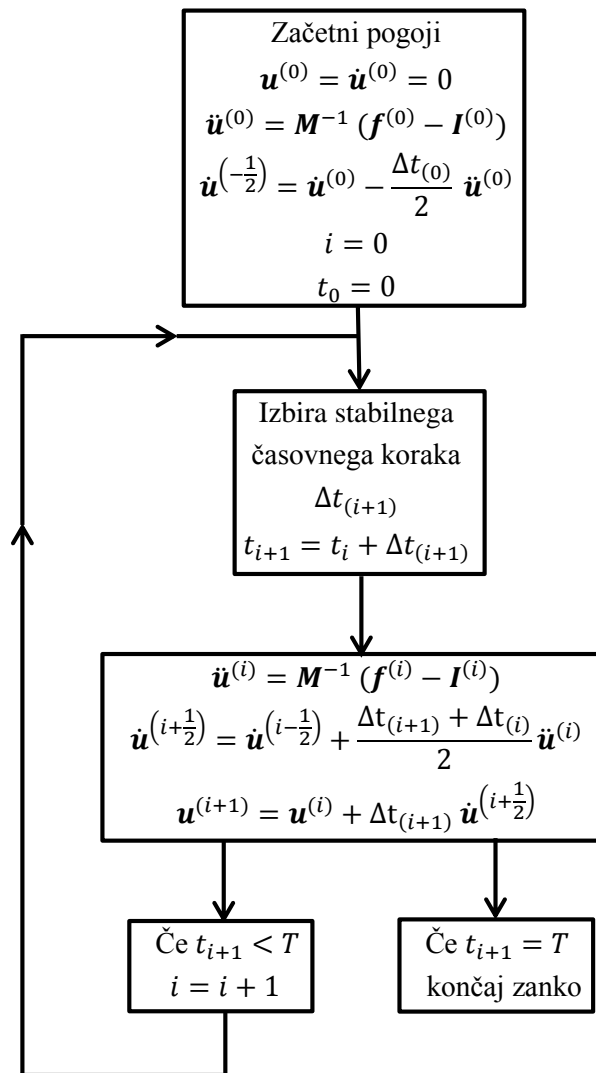 Začetni pogoji
𝒖⁽⁰⁾ = 𝒖̇⁽⁰⁾ = 0
𝒖̈⁽⁰⁾ = 𝑴⁻¹ (𝒇⁽⁰⁾ − 𝑰⁽⁰⁾)
𝒖̇^(−1/2) = 𝒖̇⁽⁰⁾ − Δt₍₀₎/2 𝒖̈⁽⁰⁾
i = 0
t₀ = 0
Izbira stabilnega
časovnega koraka
Δt₍ᵢ₊₁₎
tᵢ₊₁ = tᵢ + Δt₍ᵢ₊₁₎
𝒖̈⁽ⁱ⁾ = 𝑴⁻¹ (𝒇⁽ⁱ⁾ − 𝑰⁽ⁱ⁾)
𝒖̇^(i+1/2) = 𝒖̇^(i−1/2) + (Δt₍ᵢ₊₁₎ + Δt₍ᵢ₎)/2 𝒖̈⁽ⁱ⁾
𝒖⁽ⁱ⁺¹⁾ = 𝒖⁽ⁱ⁾ + Δt₍ᵢ₊₁₎ 𝒖̇^(i+1/2)
Če tᵢ₊₁ < T
i = i + 1
Če tᵢ₊₁ = T
končaj zanko